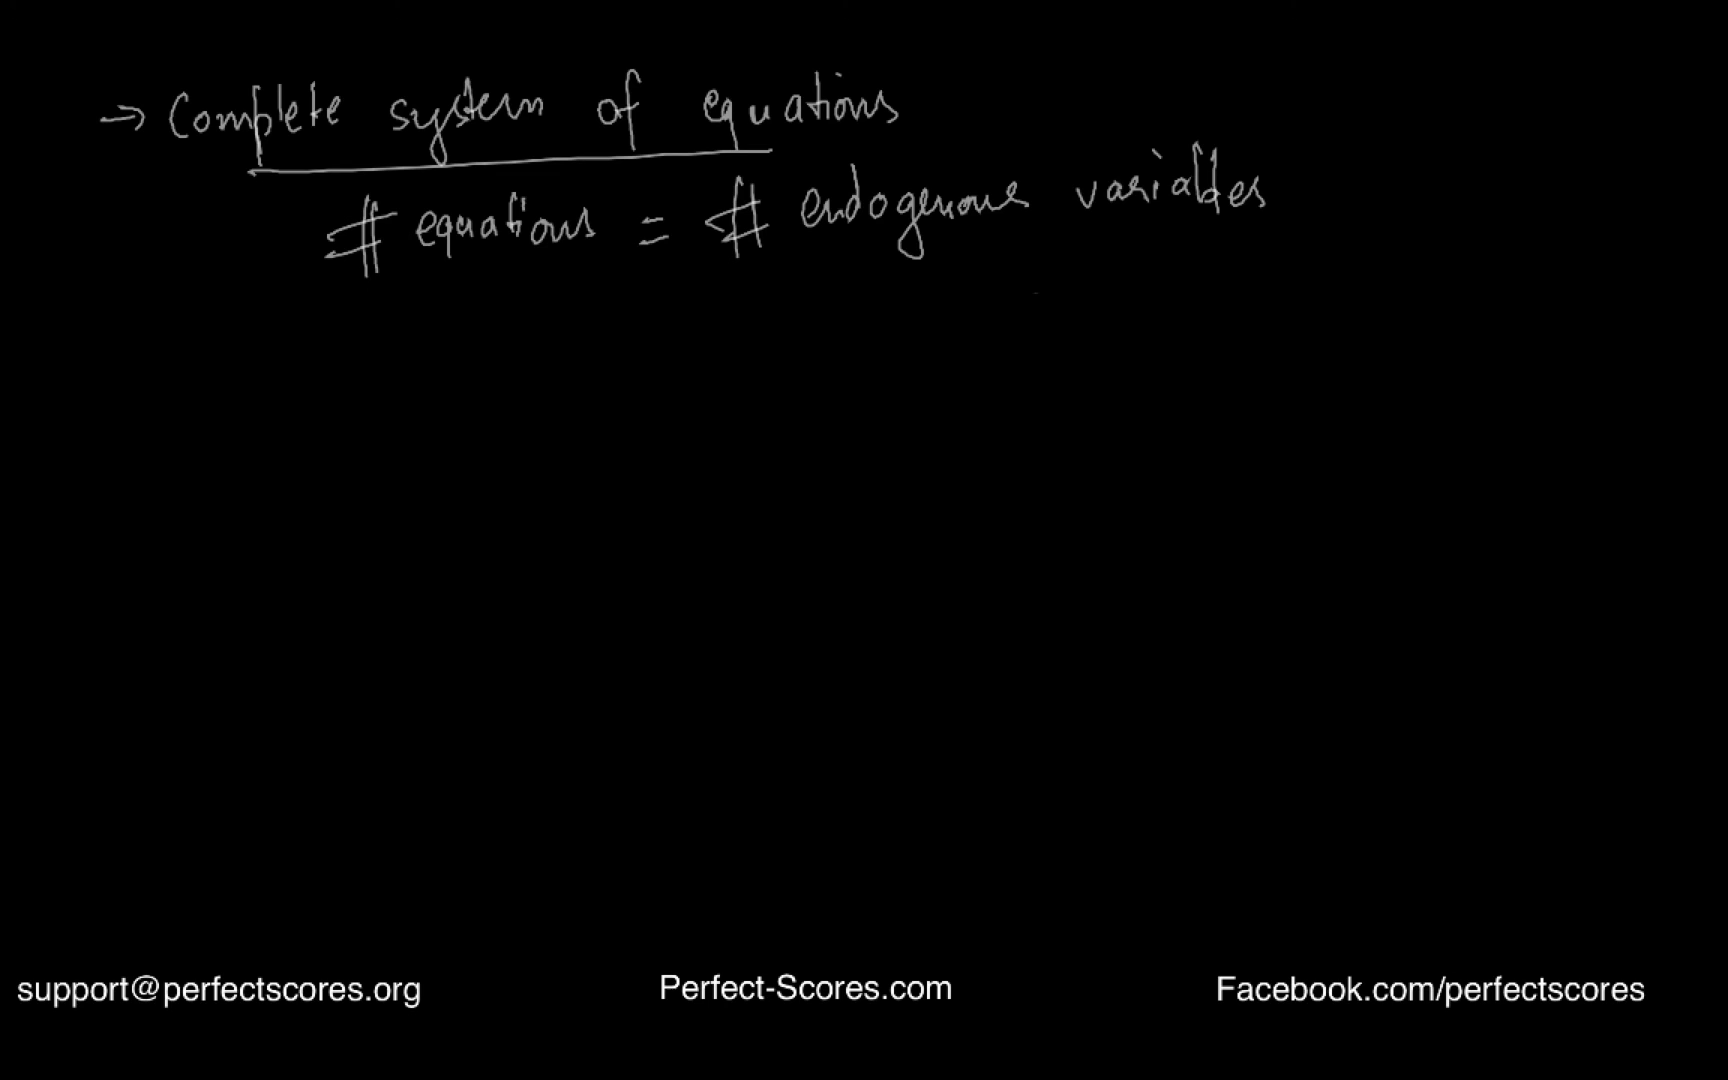 → Complete system of equations
# equations = # endogenous variables
support@perfectscores.org
Perfect-Scores.com
Facebook.com/perfectscores